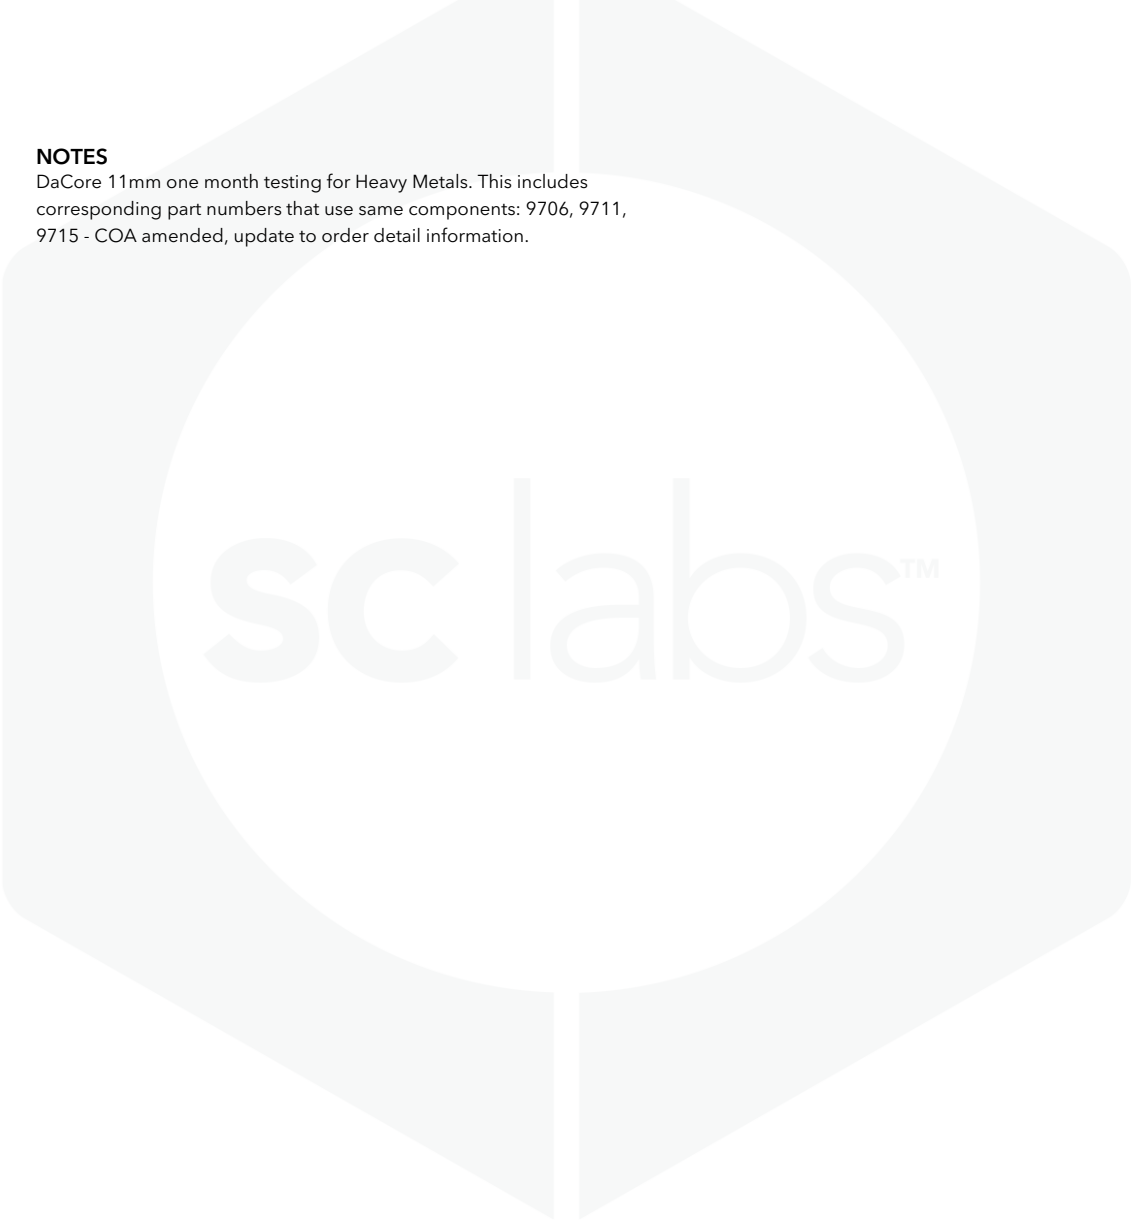 NOTES
DaCore 11mm one month testing for Heavy Metals. This includes
corresponding part numbers that use same components: 9706, 9711,
9715 - COA amended, update to order detail information.
sc labs™